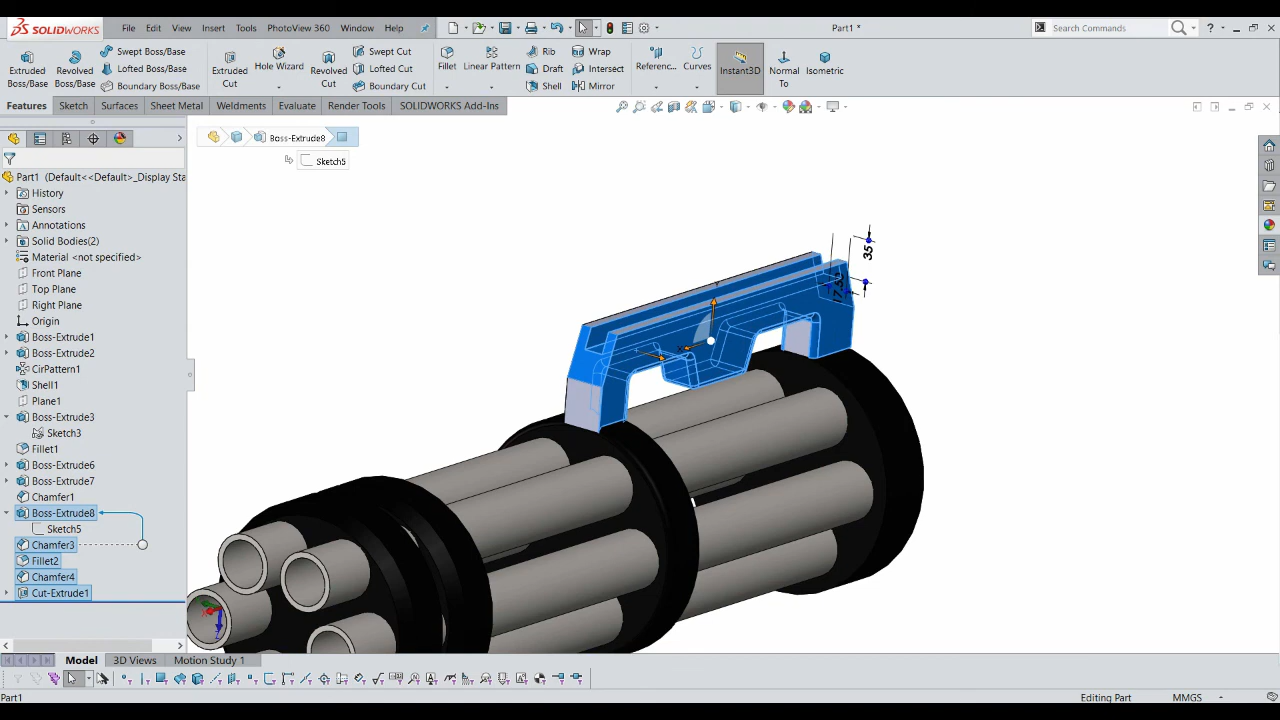 SOLIDWORKS File Edit View Insert Tools PhotoView 360 Window Help Part1 * Search Commands
Extruded Boss/Base
Revolved Boss/Base
Swept Boss/Base
Lofted Boss/Base
Boundary Boss/Base
Extruded Cut
Hole Wizard
Revolved Cut
Swept Cut
Lofted Cut
Boundary Cut
Fillet
Linear Pattern
Rib
Draft
Shell
Wrap
Intersect
Mirror
Referenc...
Curves
Instant3D
Normal To
Isometric
Features Sketch Surfaces Sheet Metal Weldments Evaluate Render Tools SOLIDWORKS Add-Ins
Boss-Extrude8
Sketch5
Part1 (Default<<Default>_Display Sta
History
Sensors
Annotations
Solid Bodies(2)
Material <not specified>
Front Plane
Top Plane
Right Plane
Origin
Boss-Extrude1
Boss-Extrude2
CirPattern1
Shell1
Plane1
Boss-Extrude3
Sketch3
Fillet1
Boss-Extrude6
Boss-Extrude7
Chamfer1
Boss-Extrude8
Sketch5
Chamfer3
Fillet2
Chamfer4
Cut-Extrude1
35
Model 3D Views Motion Study 1
Part1 Editing Part MMGS